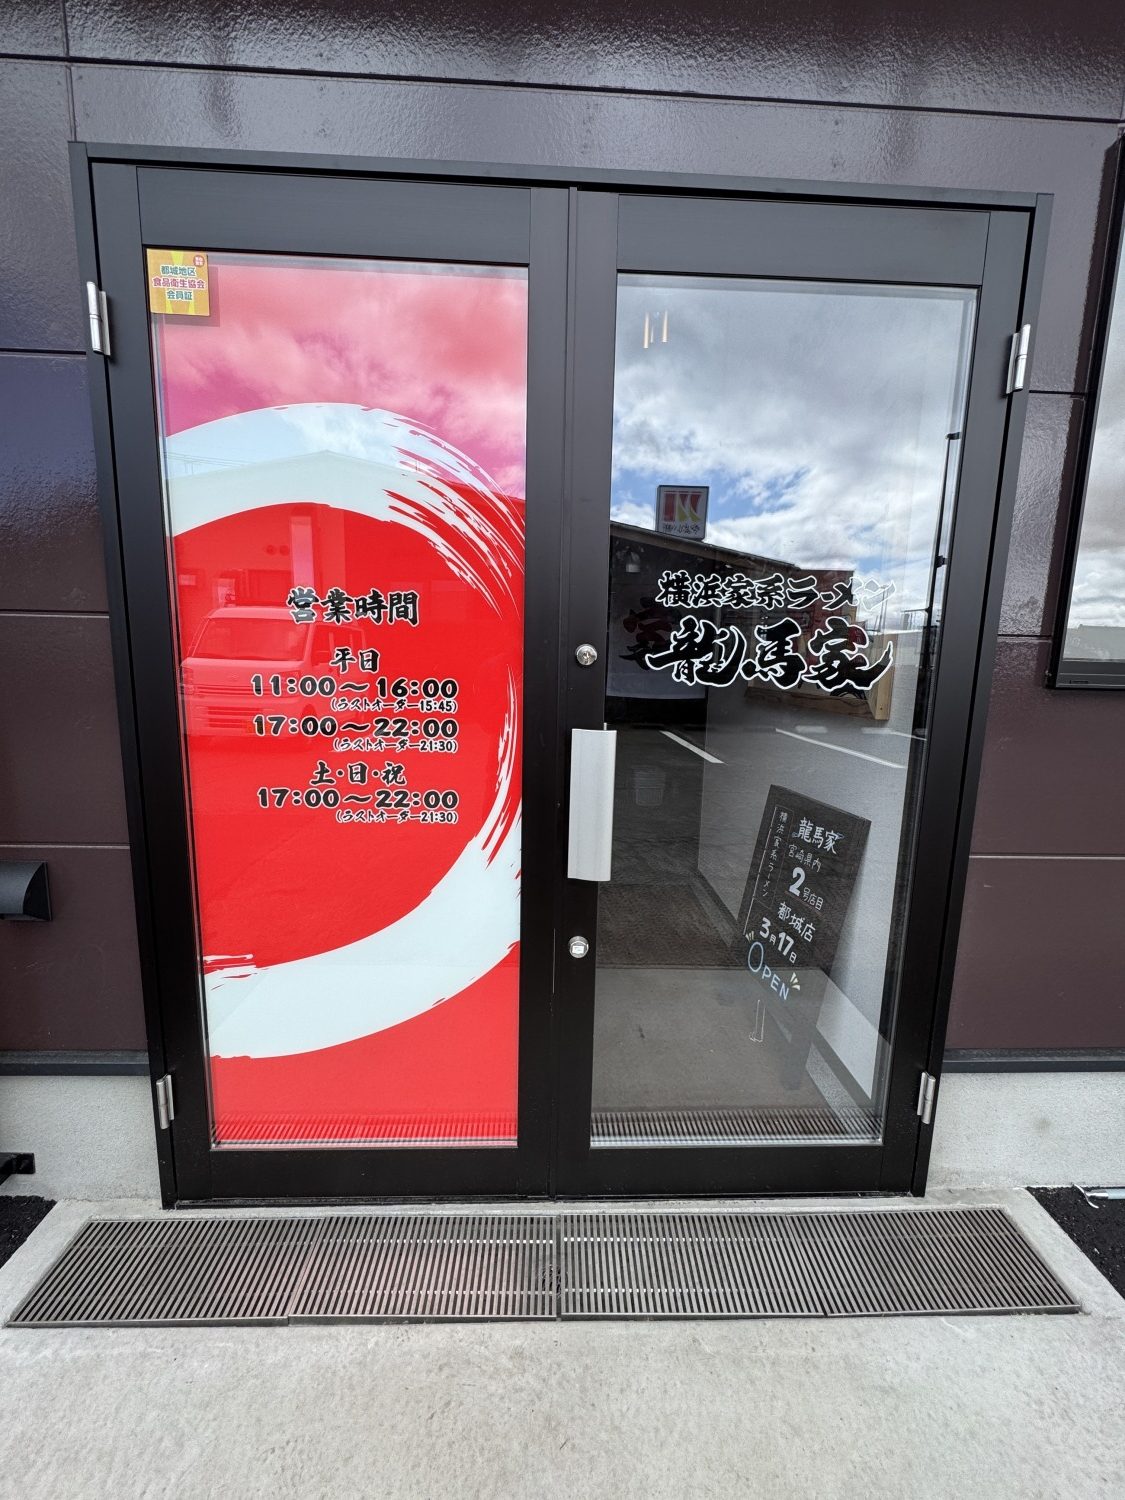 都城地区
食品衛生協会
会員証
営業時間
平日
11:00～16:00
(ラストオーダー15:45)
17:00～22:00
(ラストオーダー21:30)
土・日・祝
17:00～22:00
(ラストオーダー21:30)
横浜家系ラーメン
龍馬家
横浜家系ラーメン
龍馬家
宮崎県内
2号店目
都城店
3月17日
OPEN